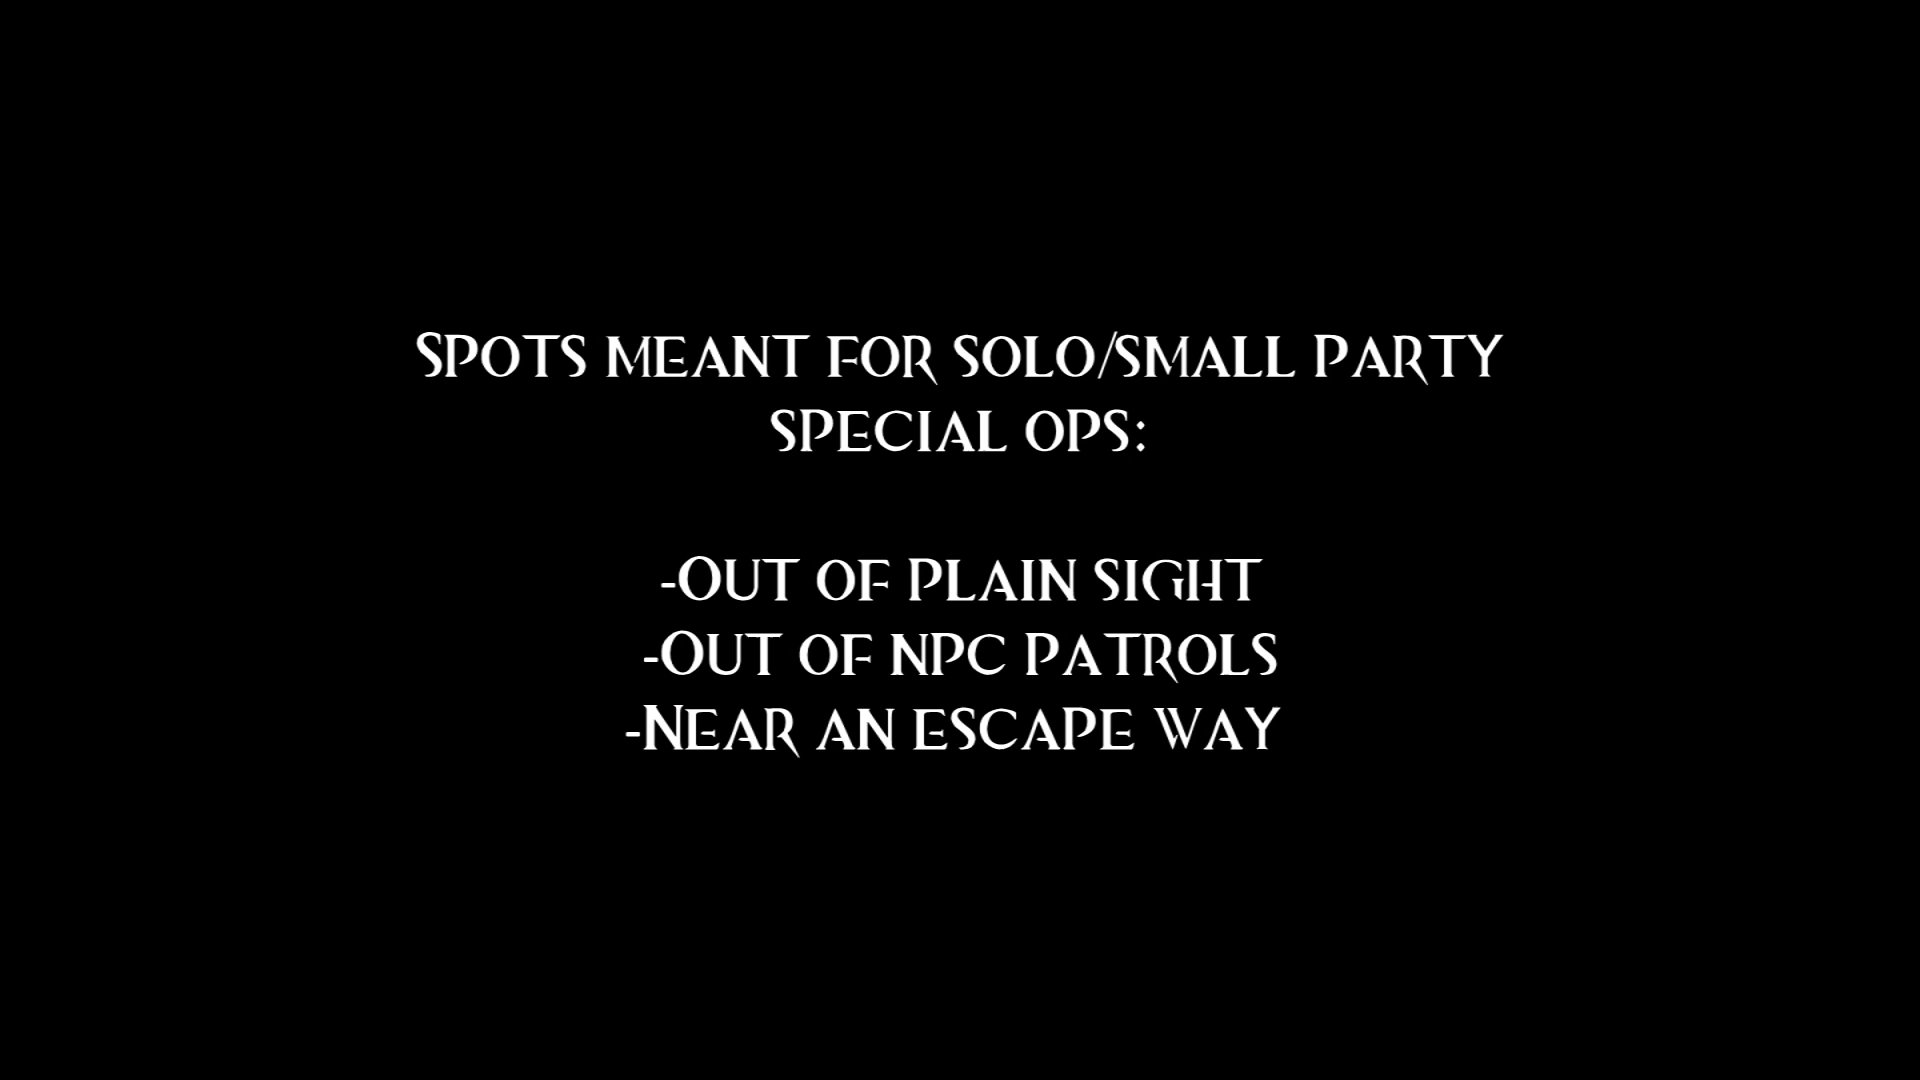 Spots meant for solo/small party
special ops:
-Out of plain sight
-Out of NPC patrols
-Near an escape way